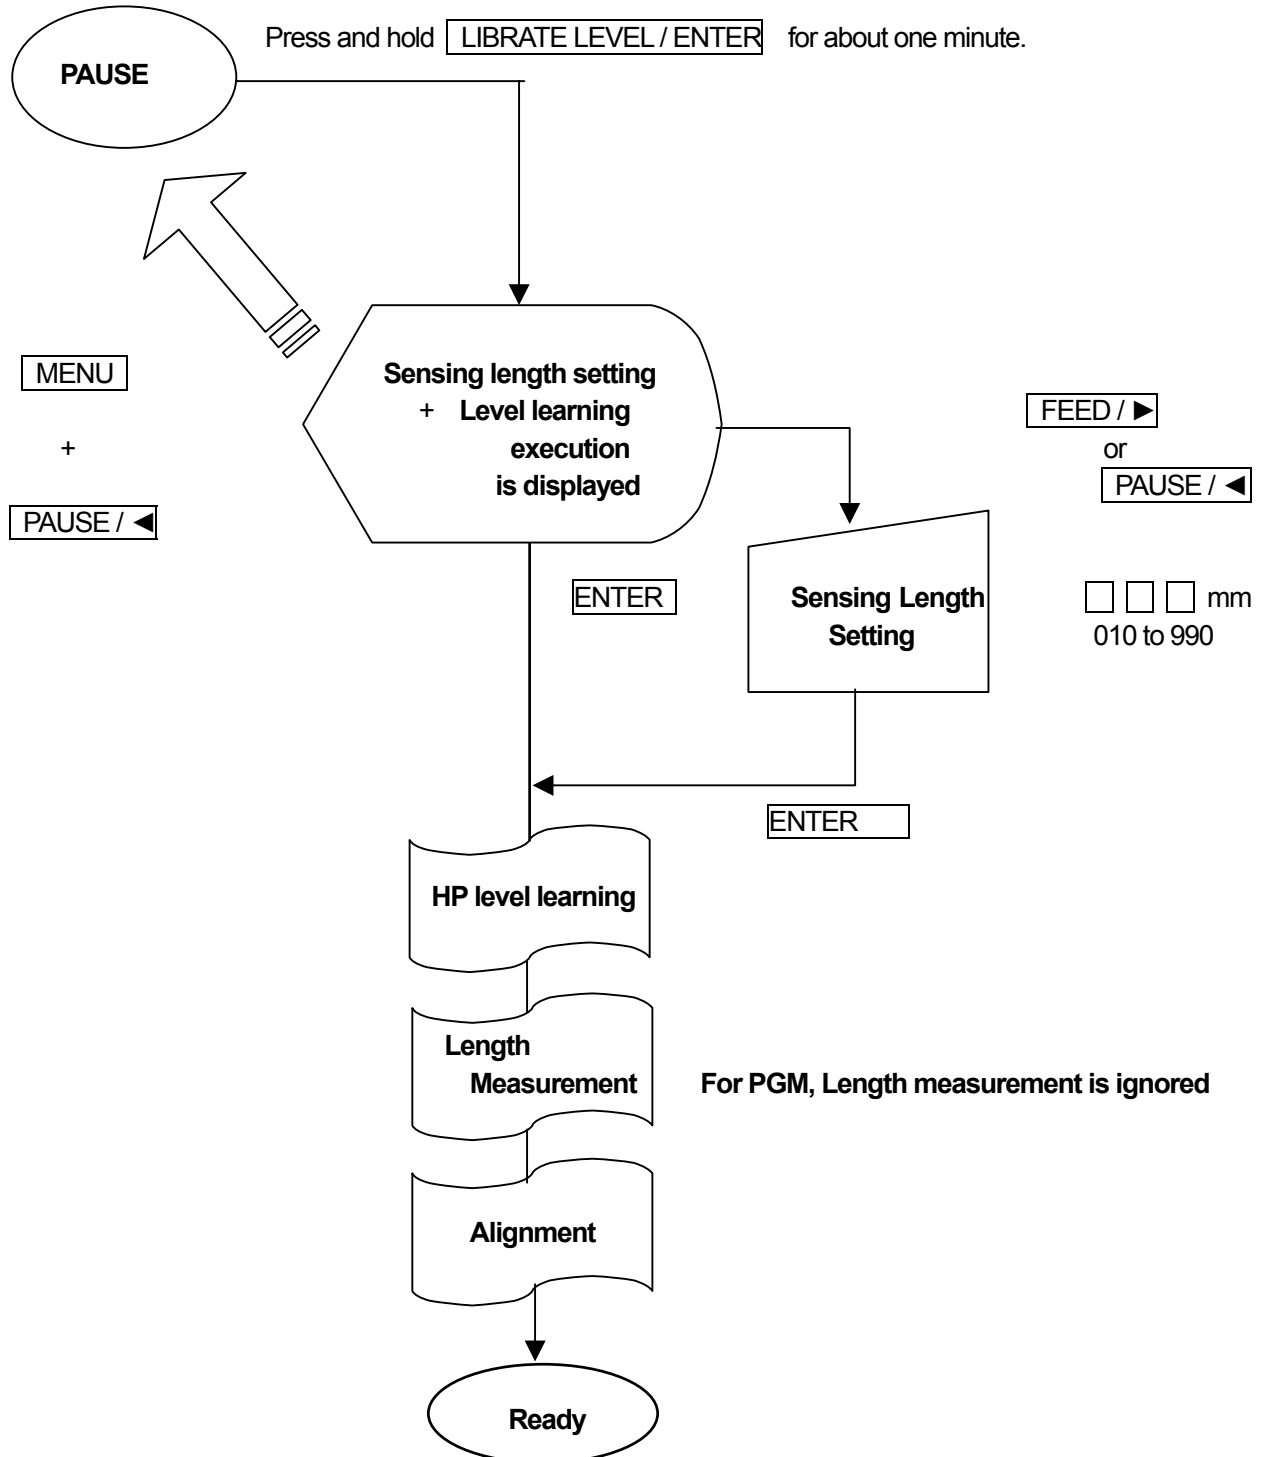 Press and hold LIBRATE LEVEL / ENTER for about one minute.
PAUSE
Sensing length setting
+ Level learning
execution
is displayed
MENU
+
PAUSE / ◄
FEED / ►
or
PAUSE / ◄
ENTER
Sensing Length
Setting
□ □ □ mm
010 to 990
ENTER
HP level learning
Length
Measurement
For PGM, Length measurement is ignored
Alignment
Ready